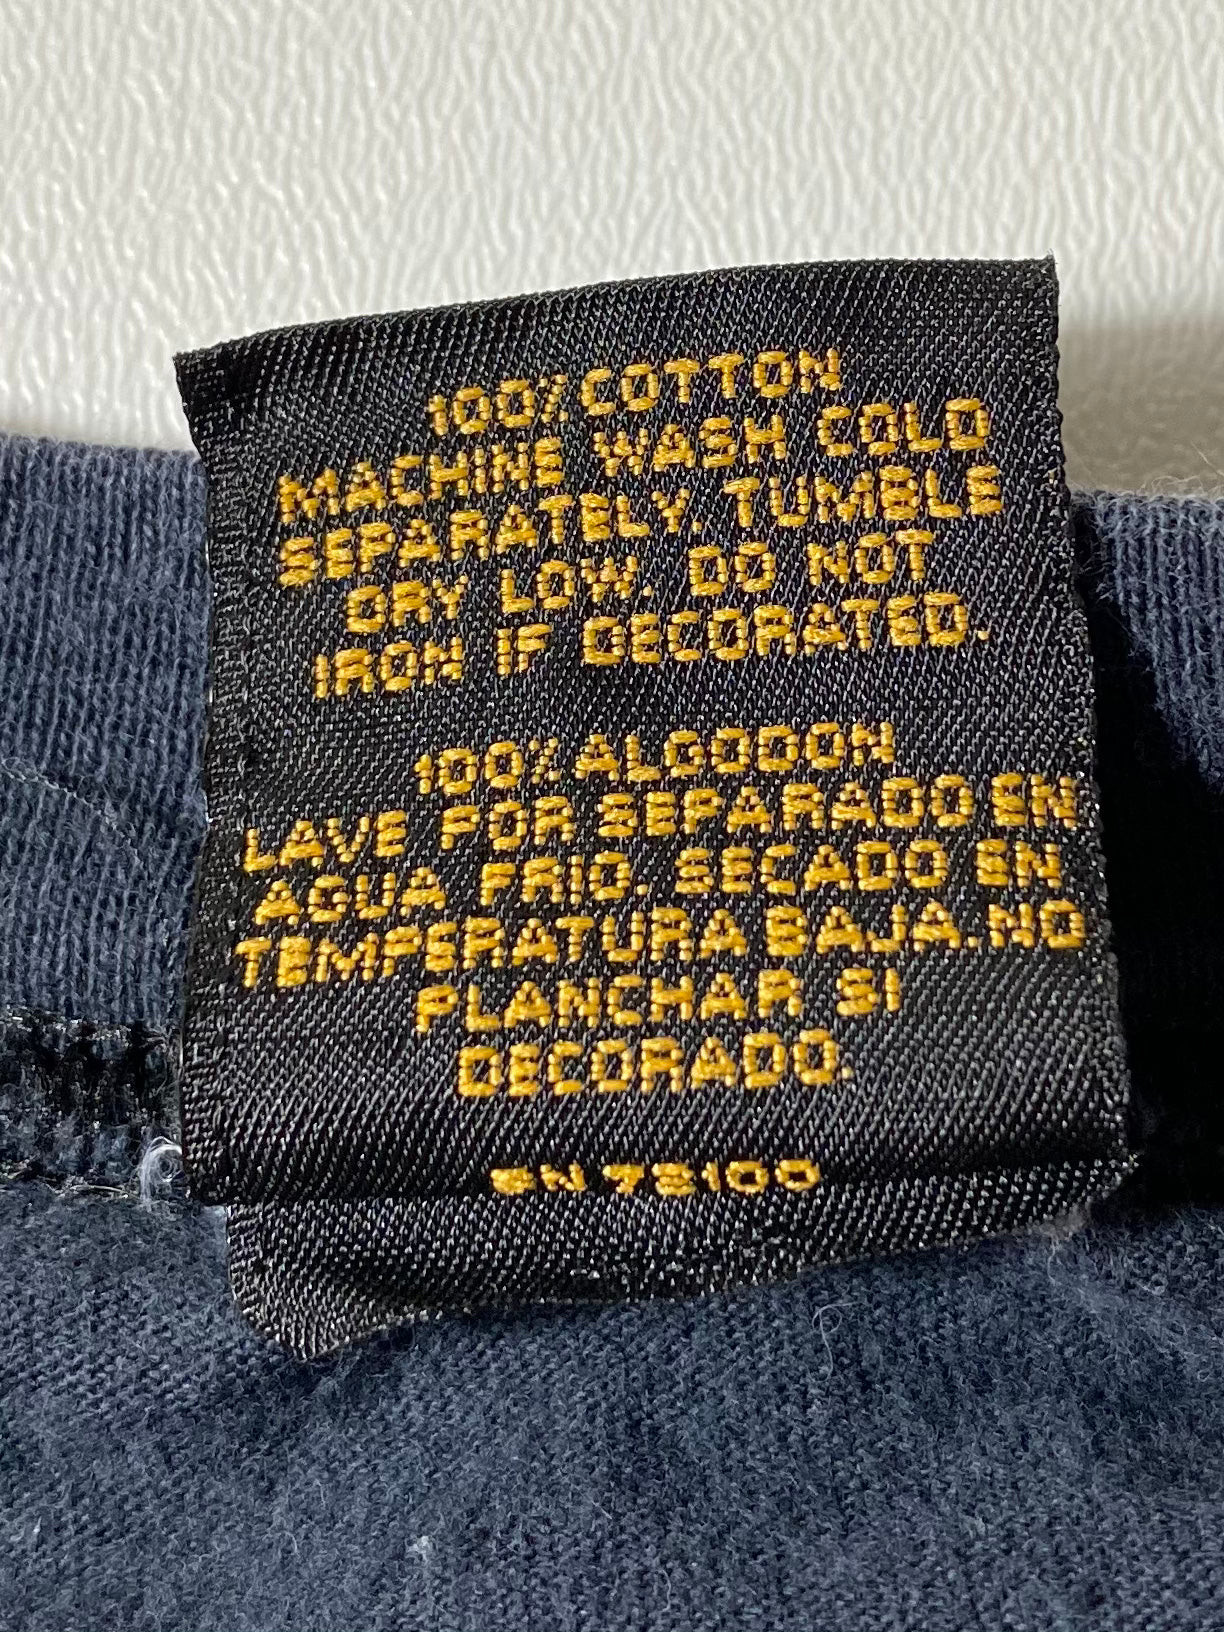 100% COTTON
MACHINE WASH COLD
SEPARATELY. TUMBLE
DRY LOW. DO NOT
IRON IF DECORATED.
100% ALGODON
LAVE POR SEPARADO EN
AGUA FRIO. SECADO EN
TEMPERATURA BAJA. NO
PLANCHAR SI
DECORADO.
RN 73100